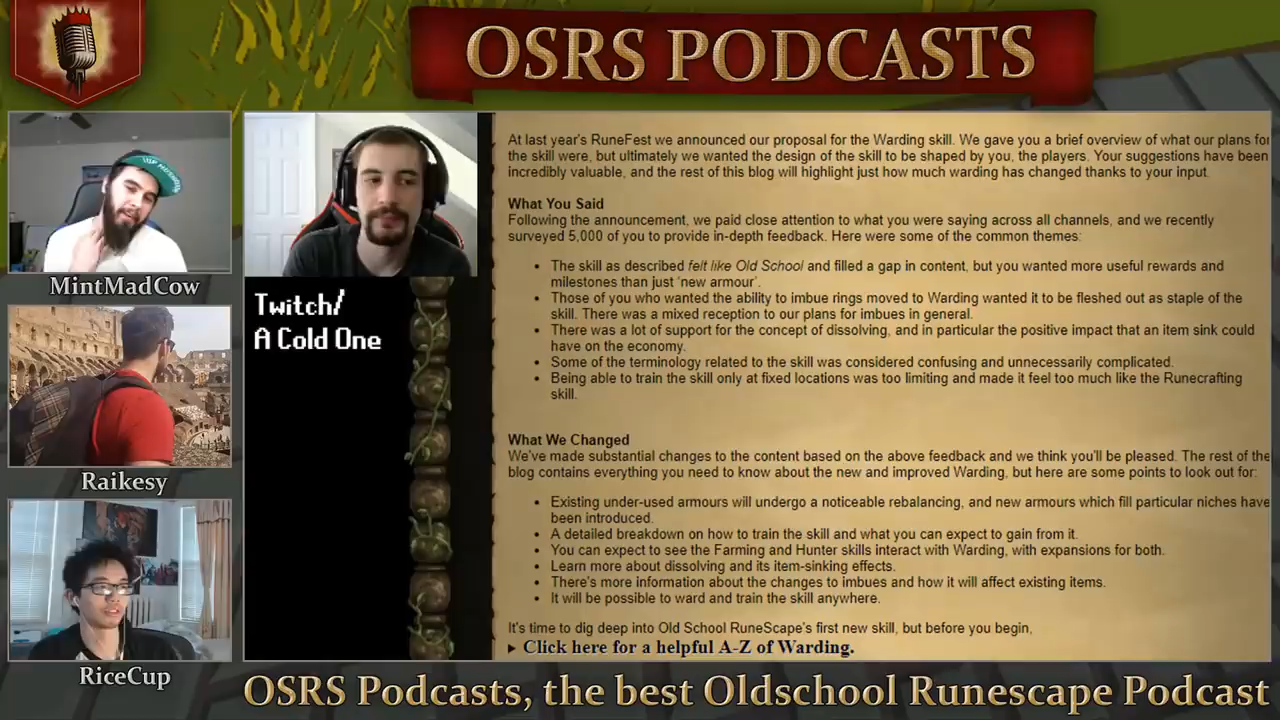 OSRS PODCASTS
MintMadCow
Raikesy
RiceCup
Twitch/
A Cold One
At last year's RuneFest we announced our proposal for the Warding skill. We gave you a brief overview of what our plans for
the skill were, but ultimately we wanted the design of the skill to be shaped by you, the players. Your suggestions have been
incredibly valuable, and the rest of this blog will highlight just how much warding has changed thanks to your input.
What You Said
Following the announcement, we paid close attention to what you were saying across all channels, and we recently
surveyed 5,000 of you to provide in-depth feedback. Here were some of the common themes:
• The skill as described felt like Old School and filled a gap in content, but you wanted more useful rewards and
milestones than just 'new armour'.
• Those of you who wanted the ability to imbue rings moved to Warding wanted it to be fleshed out as staple of the
skill. There was a mixed reception to our plans for imbues in general.
• There was a lot of support for the concept of dissolving, and in particular the positive impact that an item sink could
have on the economy.
• Some of the terminology related to the skill was considered confusing and unnecessarily complicated.
• Being able to train the skill only at fixed locations was too limiting and made it feel too much like the Runecrafting
skill.
What We Changed
We've made substantial changes to the content based on the above feedback and we think you'll be pleased. The rest of the
blog contains everything you need to know about the new and improved Warding, but here are some points to look out for:
• Existing under-used armours will undergo a noticeable rebalancing, and new armours which fill particular niches have
been introduced.
• A detailed breakdown on how to train the skill and what you can expect to gain from it.
• You can expect to see the Farming and Hunter skills interact with Warding, with expansions for both.
• Learn more about dissolving and its item-sinking effects.
• There's more information about the changes to imbues and how it will affect existing items.
• It will be possible to ward and train the skill anywhere.
It's time to dig deep into Old School RuneScape's first new skill, but before you begin,
▸ Click here for a helpful A-Z of Warding.
OSRS Podcasts, the best Oldschool Runescape Podcast